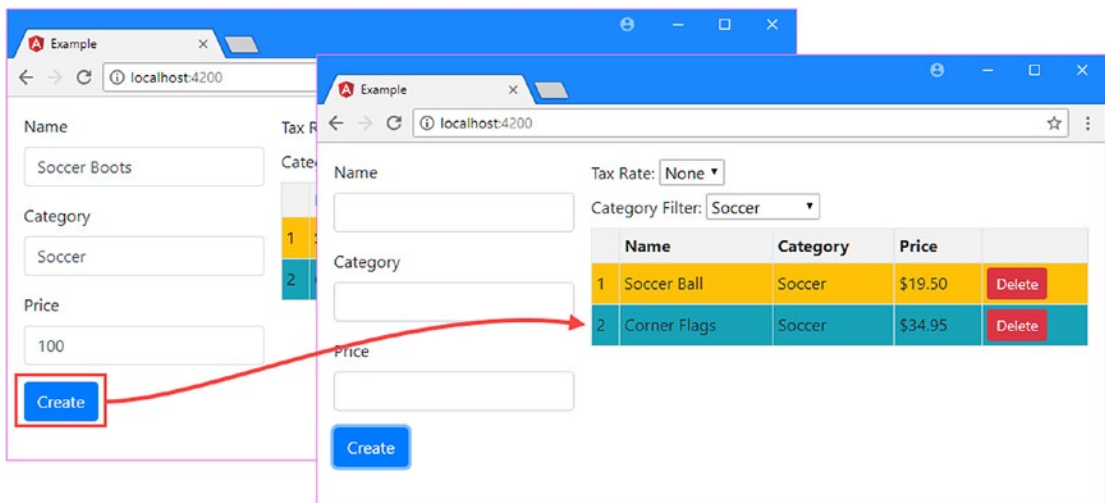 Example
localhost:4200
Name
Soccer Boots
Category
Soccer
Price
100
Create
Tax R
Cate
1
2
Example
localhost:4200
Name
Category
Price
Create
Tax Rate: None
Category Filter: Soccer
Name Category Price
1 Soccer Ball Soccer $19.50 Delete
2 Corner Flags Soccer $34.95 Delete